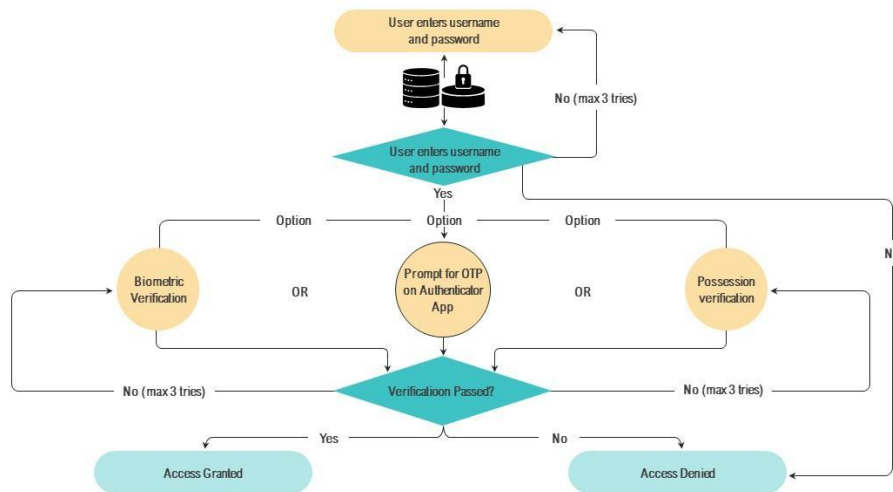 User enters username
and password
No (max 3 tries)
User enters username
and password
Yes
Option
Option
Option
N
Biometric
Verification
OR
Prompt for OTP
on Authenticator
App
OR
Possession
verification
No (max 3 tries)
Verificatioon Passed?
No (max 3 tries)
Yes
No
Access Granted
Access Denied